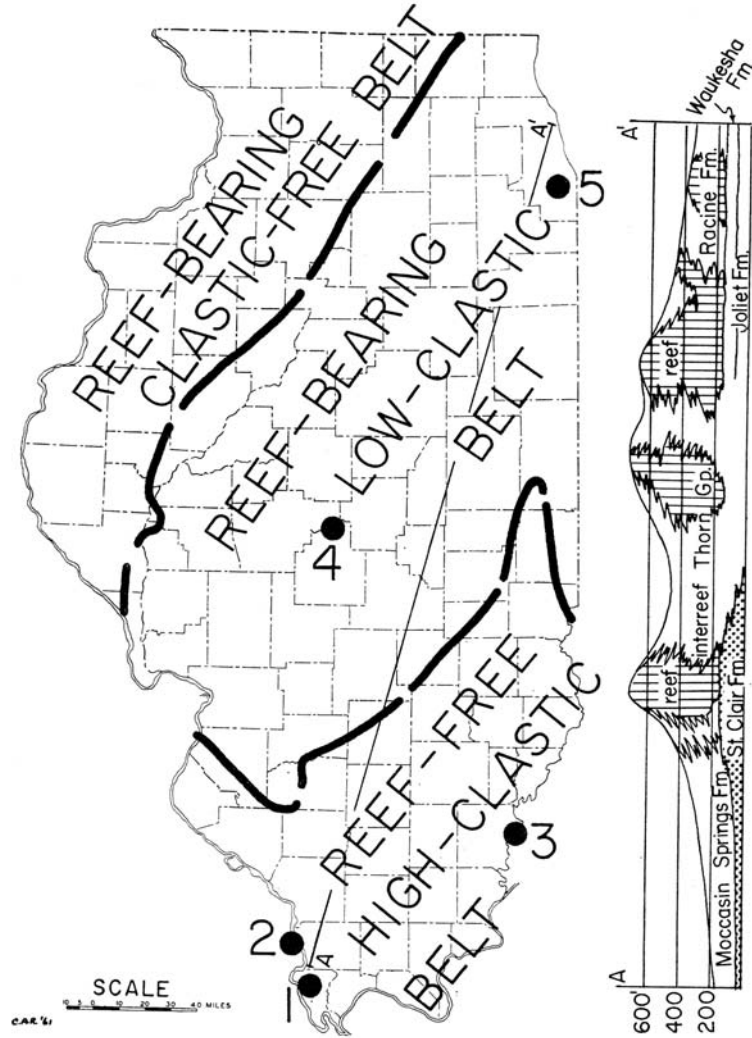 REEF-BEARING
CLASTIC-FREE BELT
REEF-BEARING
LOW-CLASTIC
BELT
REEF-FREE
HIGH-CLASTIC
BELT
1
2
3
4
5
A
A'
SCALE
10 5 0 10 20 30 40 MILES
C.A.R. '61
A
A'
600'
400
200
Waukesha
Fm
Racine Fm.
Joliet Fm.
reef
interreef Thorn Gp.
reef
St Clair Fm.
Moccasin Springs Fm.